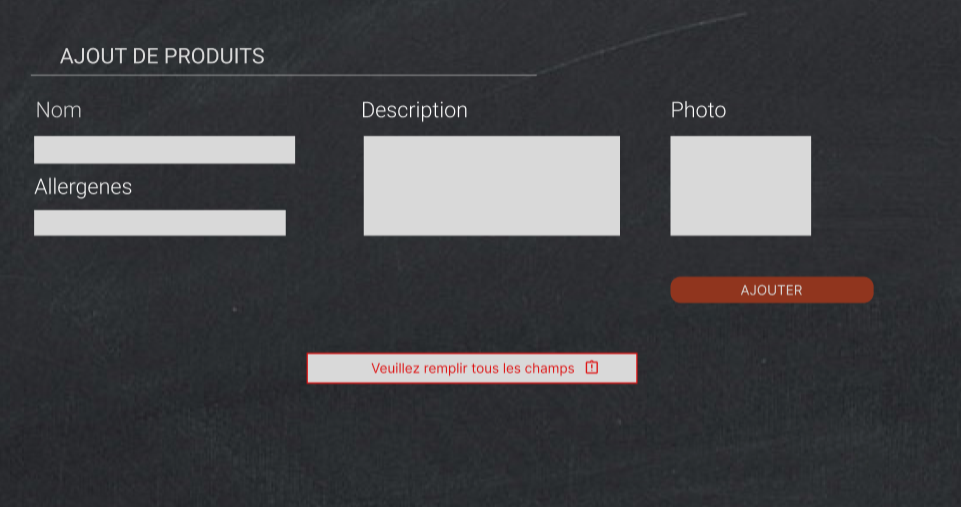 AJOUT DE PRODUITS
Nom
Description
Photo
Allergenes
AJOUTER
Veuillez remplir tous les champs